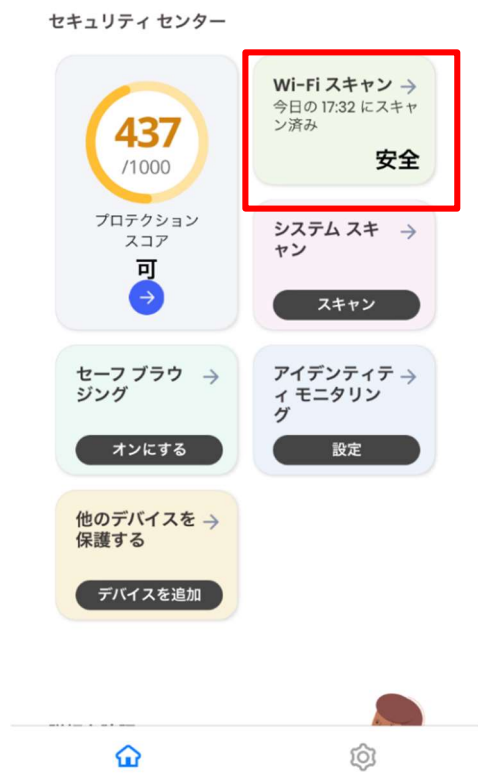 セキュリティ センター
437
/1000
プロテクション
スコア
可
Wi-Fi スキャン
今日の 17:32 にスキャ
ン済み
安全
システム スキ
ャン
スキャン
セーフ ブラウ
ジング
オンにする
アイデンティテ
ィ モニタリン
グ
設定
他のデバイスを
保護する
デバイスを追加